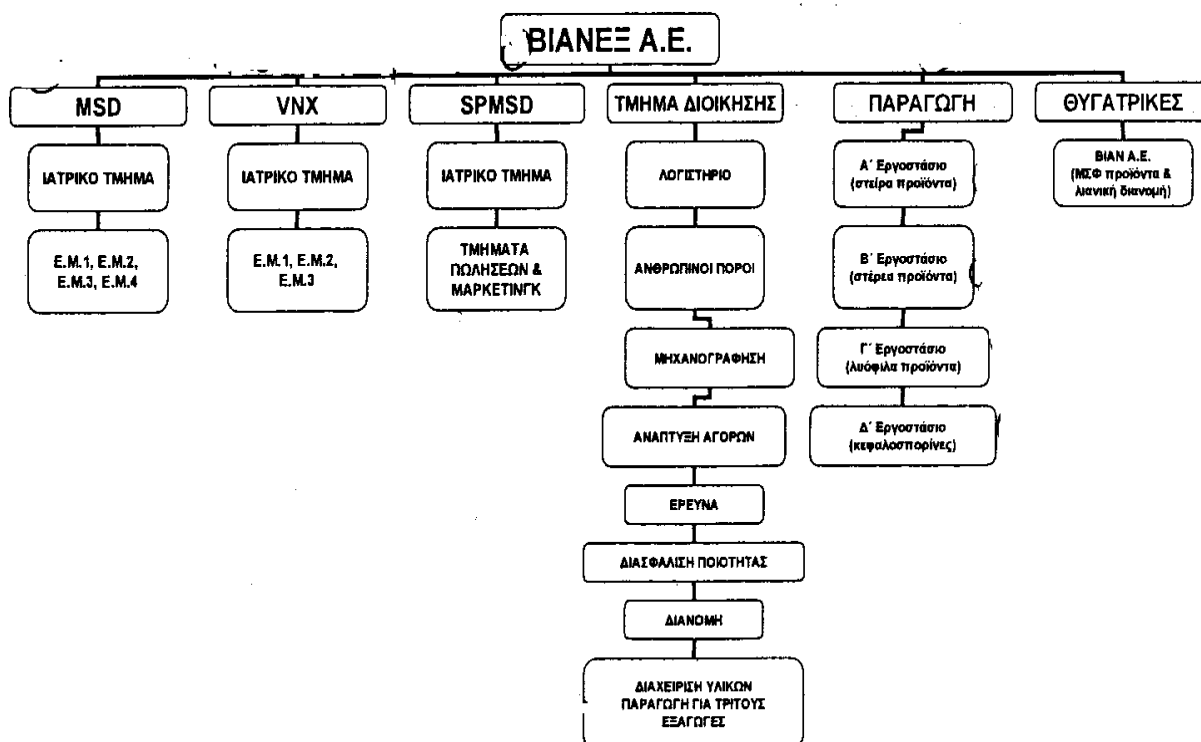 ΒΙΑΝΕΞ Α.Ε.
MSD
VNX
SPMSD
ΤΜΗΜΑ ΔΙΟΙΚΗΣΗΣ
ΠΑΡΑΓΩΓΗ
ΘΥΓΑΤΡΙΚΕΣ
ΙΑΤΡΙΚΟ ΤΜΗΜΑ
Ε.Μ.1, Ε.Μ.2,
Ε.Μ.3, Ε.Μ.4
ΙΑΤΡΙΚΟ ΤΜΗΜΑ
Ε.Μ.1, Ε.Μ.2,
Ε.Μ.3
ΙΑΤΡΙΚΟ ΤΜΗΜΑ
ΤΜΗΜΑΤΑ
ΠΩΛΗΣΕΩΝ &
ΜΑΡΚΕΤΙΝΓΚ
ΛΟΓΙΣΤΗΡΙΟ
ΑΝΘΡΩΠΙΝΟΙ ΠΟΡΟΙ
ΜΗΧΑΝΟΓΡΑΦΗΣΗ
ΑΝΑΠΤΥΞΗ ΑΓΟΡΩΝ
ΕΡΕΥΝΑ
ΔΙΑΣΦΑΛΙΣΗ ΠΟΙΟΤΗΤΑΣ
ΔΙΑΝΟΜΗ
ΔΙΑΧΕΙΡΙΣΗ ΥΛΙΚΩΝ
ΠΑΡΑΓΩΓΗ ΓΙΑ ΤΡΙΤΟΥΣ
ΕΞΑΓΩΓΕΣ
Α΄ Εργοστάσιο
(στείρα προϊόντα)
Β΄ Εργοστάσιο
(στέρεα προϊόντα)
Γ΄ Εργοστάσιο
(λυόφιλα προϊόντα)
Δ΄ Εργοστάσιο
(κεφαλοσπορίνες)
ΒΙΑΝ Α.Ε.
(ΜΣΦ προϊόντα &
λιανική διανομή)